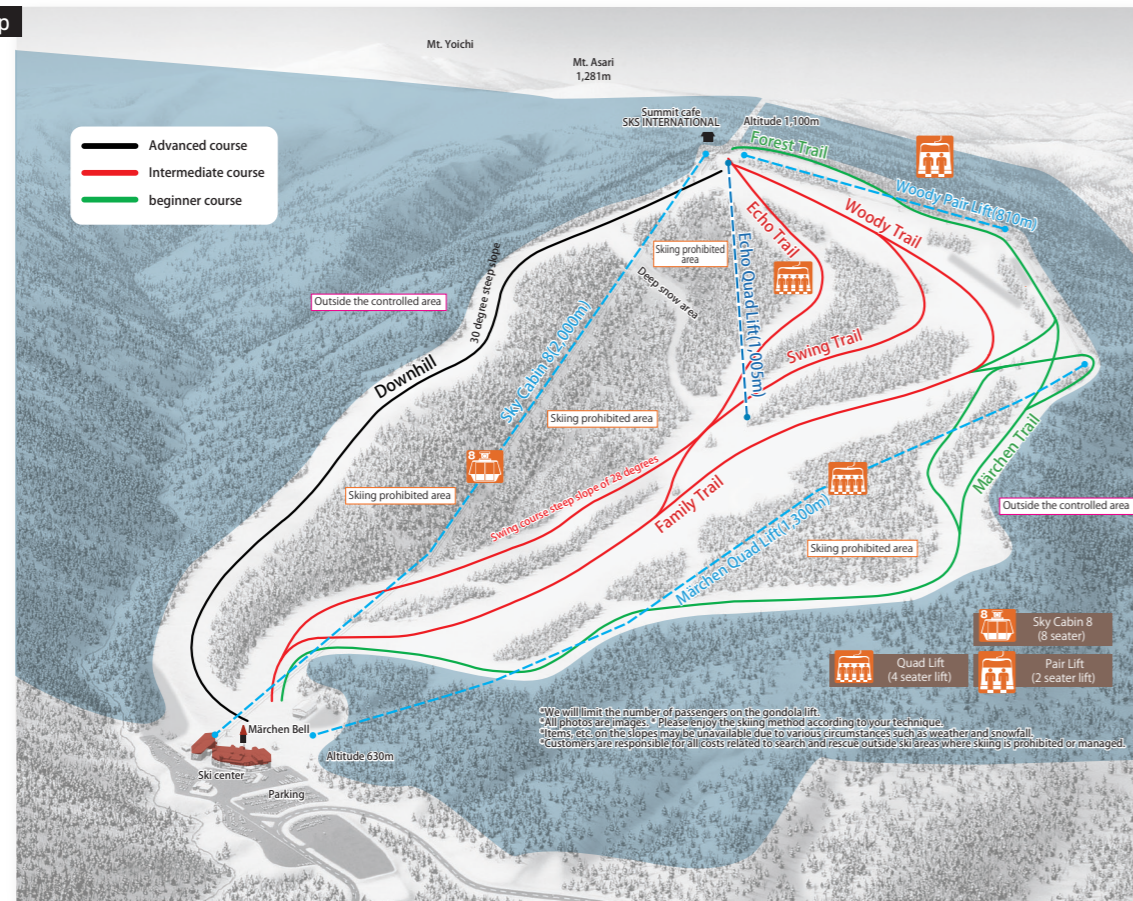 p
Mt. Yoichi
Mt. Asari
1,281m
Summit cafe
SKS INTERNATIONAL
Altitude 1,100m
Advanced course
Intermediate course
beginner course
Forest Trail
Woody Pair Lift(810m)
Echo Trail
Woody Trail
Skiing prohibited
area
Echo Quad Lift(1,005m)
Deep snow area
Outside the controlled area
30 degree steep slope
Downhill
Sky Cabin 8(2,000m)
8
Swing Trail
Skiing prohibited area
Skiing prohibited area
Swing course steep slope of 28 degrees
Family Trail
Märchen Trail
Märchen Quad Lift(1,300m)
Outside the controlled area
Skiing prohibited area
8
Sky Cabin 8
(8 seater)
Quad Lift
(4 seater lift)
Pair Lift
(2 seater lift)
*We will limit the number of passengers on the gondola lift.
*All photos are images. * Please enjoy the skiing method according to your technique.
*Items, etc. on the slopes may be unavailable due to various circumstances such as weather and snowfall.
*Customers are responsible for all costs related to search and rescue outside ski areas where skiing is prohibited or managed.
Märchen Bell
Altitude 630m
Ski center
Parking